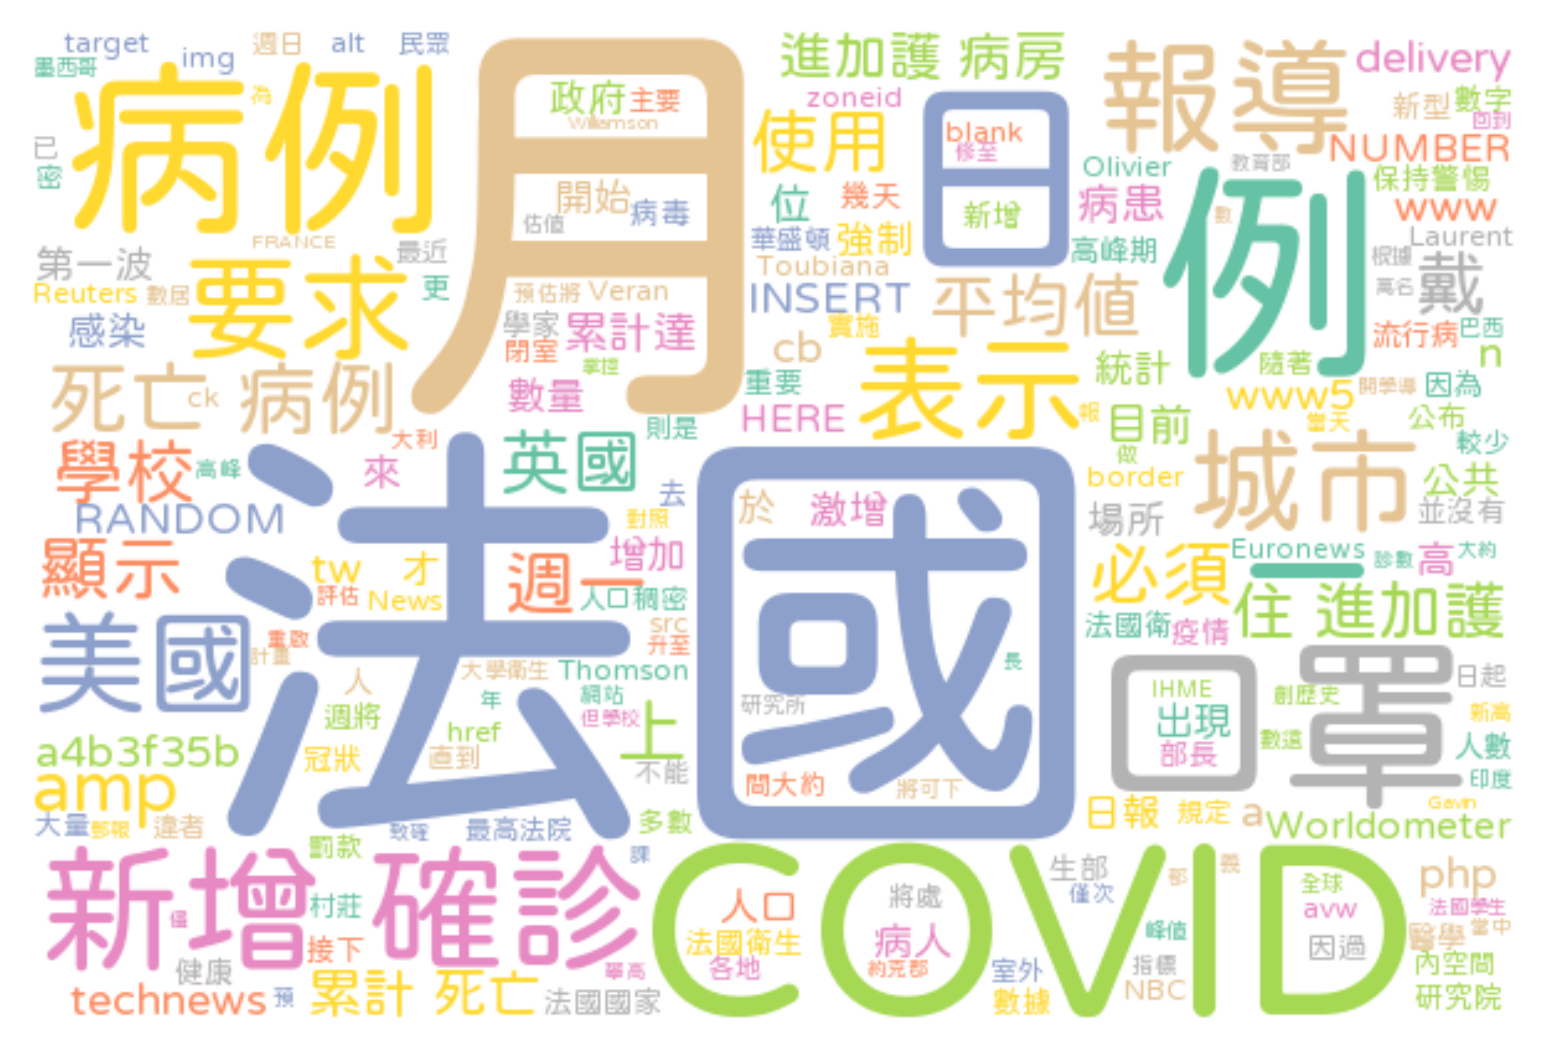 target
img
週日
alt
民眾
墨西哥
病例
為
月
政府
主要
Williamson
進加護 病房
zoneid
使用
日
blank
修至
報導
delivery
新型
數字
回到
NUMBER
已
密
開始
估值
病毒
位
幾天
新增
Olivier
病患
教育部
保持警惕
www
例
數
第一波
FRANCE
最近
華盛頓
強制
高峰期
Laurent
根據
戴
Reuters
數居
要求
更
預估將
Veran
Toubiana
INSERT
平均值
萬名
感染
學家
累計達
實施
流行病
巴西
閉室
掌控
cb
表示
統計
隨著
n
死亡
ck
病例
數量
重要
www5
開學導
因為
HERE
報
目前
當天
公布
學校
高峰
大利
來
英國
則是
做
城市
較少
RANDOM
法國
去
對照
於
激增
border
場所
公共
並沒有
顯示
tw
才
週一
增加
必須
Euronews
一
診數
高
大約
評估
News
人口稠密
住 進加護
美國
重啟
計畫
src
升至
法國衛
疫情
大學衛生
Thomson
長
口罩
日起
人
年
網站
IHME
創歷史
週將
但學校
研究所
出現
新高
a4b3f35b
冠狀
直到
href
上
部長
數遠
人數
amp
不能
問大約
將可下
印度
大量
郵報
違者
致確
最高法院
多數
日報
規定
a
Gavin
Worldometer
罰款
課
新增
確診
COVID
生部
僅次
郡
義
php
村莊
人口
將處
全球
avw
法國學生
僵
接下
法國衛生
病人
峰值
因過
醫學
當中
健康
攀高
各地
約克郡
室外
指標
內空間
technews
預
累計 死亡
法國國家
數據
NBC
研究院